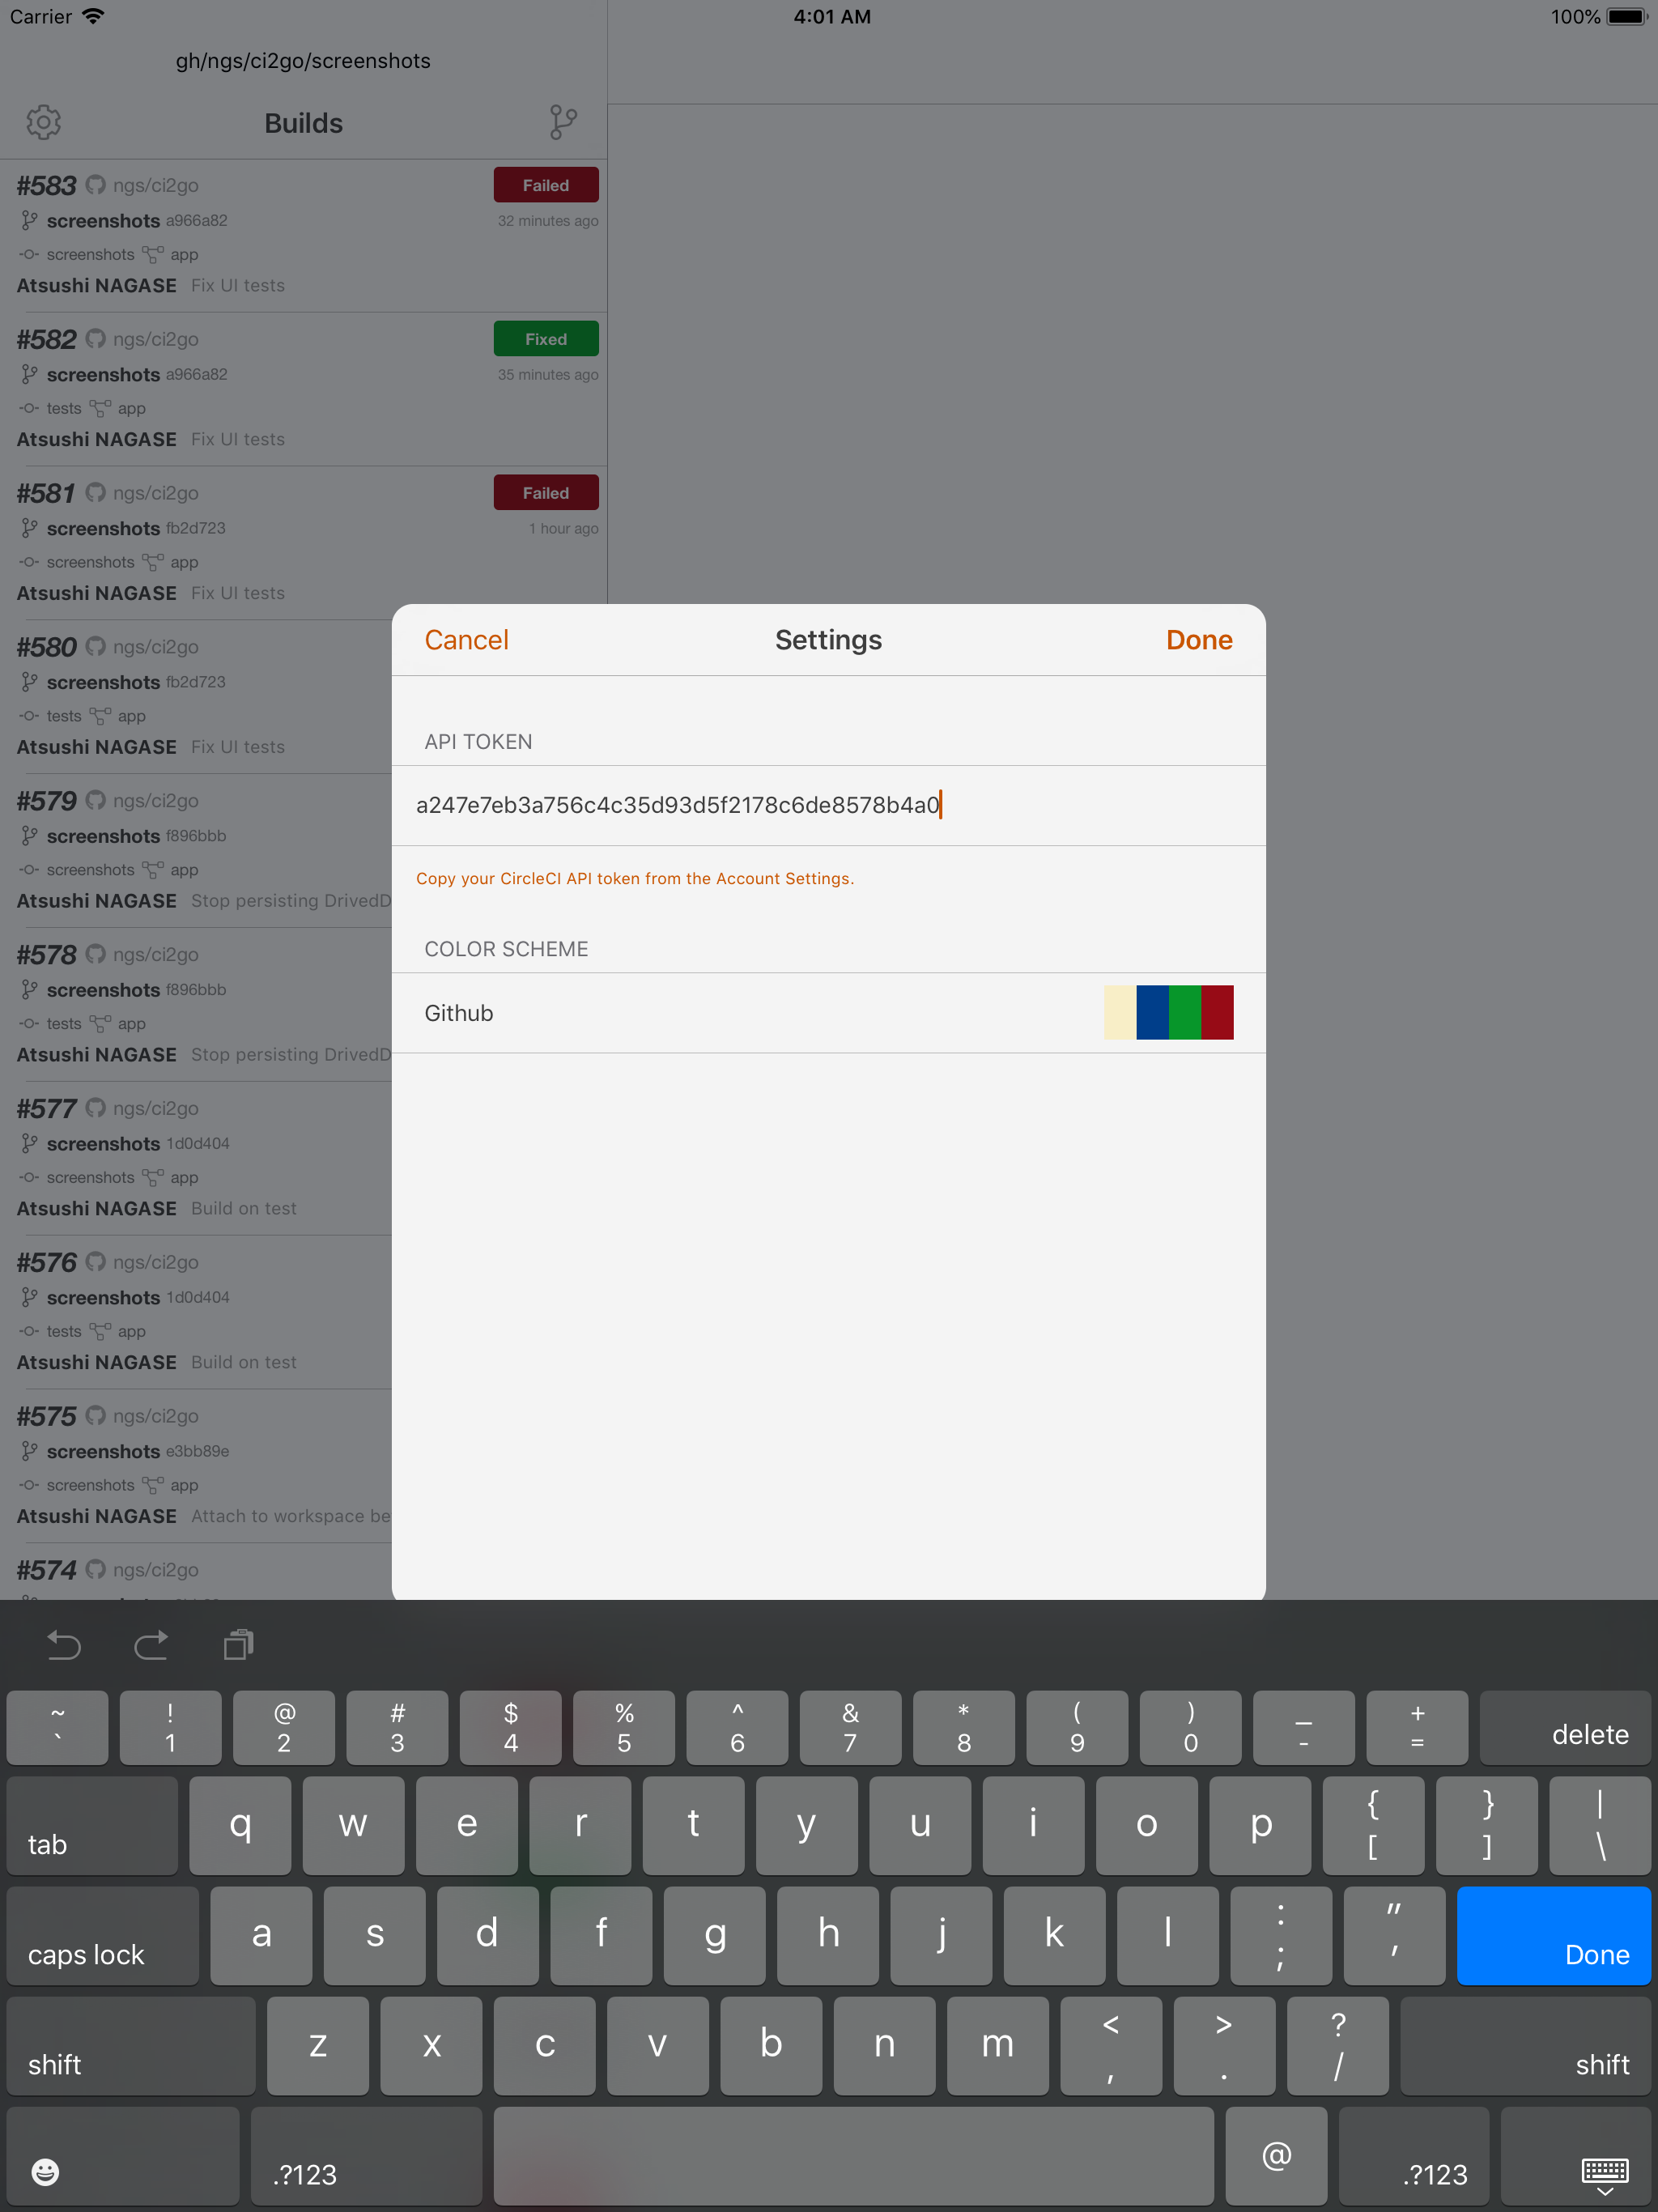 Carrier 4:01 AM 100%
gh/ngs/ci2go/screenshots
Builds
#583 ngs/ci2go Failed
screenshots a966a82 32 minutes ago
screenshots app
Atsushi NAGASE Fix UI tests
#582 ngs/ci2go Fixed
screenshots a966a82 35 minutes ago
tests app
Atsushi NAGASE Fix UI tests
#581 ngs/ci2go Failed
screenshots fb2d723 1 hour ago
screenshots app
Atsushi NAGASE Fix UI tests
#580 ngs/ci2go
screenshots fb2d723
tests app
Atsushi NAGASE Fix UI tests
#579 ngs/ci2go
screenshots f896bbb
screenshots app
Atsushi NAGASE Stop persisting DrivedD
#578 ngs/ci2go
screenshots f896bbb
tests app
Atsushi NAGASE Stop persisting DrivedD
#577 ngs/ci2go
screenshots 1d0d404
screenshots app
Atsushi NAGASE Build on test
#576 ngs/ci2go
screenshots 1d0d404
tests app
Atsushi NAGASE Build on test
#575 ngs/ci2go
screenshots e3bb89e
screenshots app
Atsushi NAGASE Attach to workspace be
#574 ngs/ci2go
Cancel Settings Done
API TOKEN
a247e7eb3a756c4c35d93d5f2178c6de8578b4a0
Copy your CircleCI API token from the Account Settings.
COLOR SCHEME
Github
~ ! @ # $ % ^ & * ( ) _ +
` 1 2 3 4 5 6 7 8 9 0 - = delete
tab q w e r t y u i o p { [ } ] | \
caps lock a s d f g h j k l : ; " ' Done
shift z x c v b n m < , > . ? / shift
.?123 @ .?123